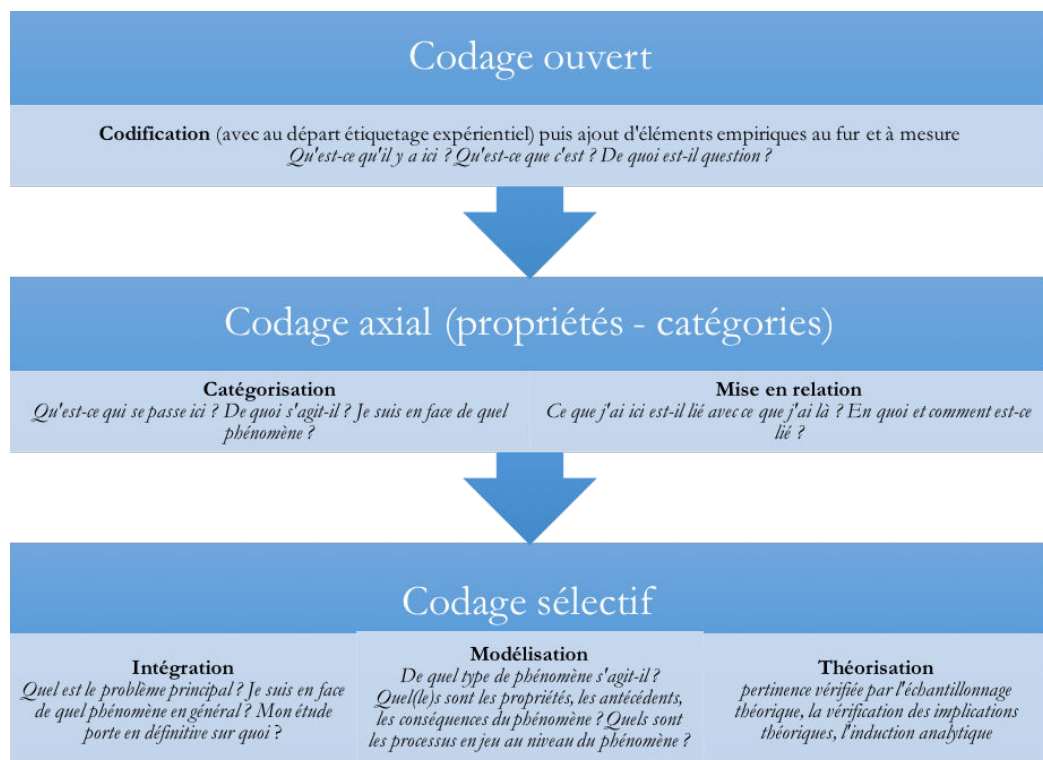 Codage ouvert
Codification (avec au départ étiquetage expérientiel) puis ajout d'éléments empiriques au fur et à mesure
Qu'est-ce qu'il y a ici ? Qu'est-ce que c'est ? De quoi est-il question ?
Codage axial (propriétés - catégories)
Catégorisation
Qu'est-ce qui se passe ici ? De quoi s'agit-il ? Je suis en face de quel
phénomène ?
Mise en relation
Ce que j'ai ici est-il lié avec ce que j'ai là ? En quoi et comment est-ce
lié ?
Codage sélectif
Intégration
Quel est le problème principal ? Je suis en face
de quel phénomène en général ? Mon étude
porte en définitive sur quoi ?
Modélisation
De quel type de phénomène s'agit-il ?
Quel(le)s sont les propriétés, les antécédents,
les conséquences du phénomène ? Quels sont
les processus en jeu au niveau du phénomène ?
Théorisation
pertinence vérifiée par l'échantillonnage
théorique, la vérification des implications
théoriques, l'induction analytique